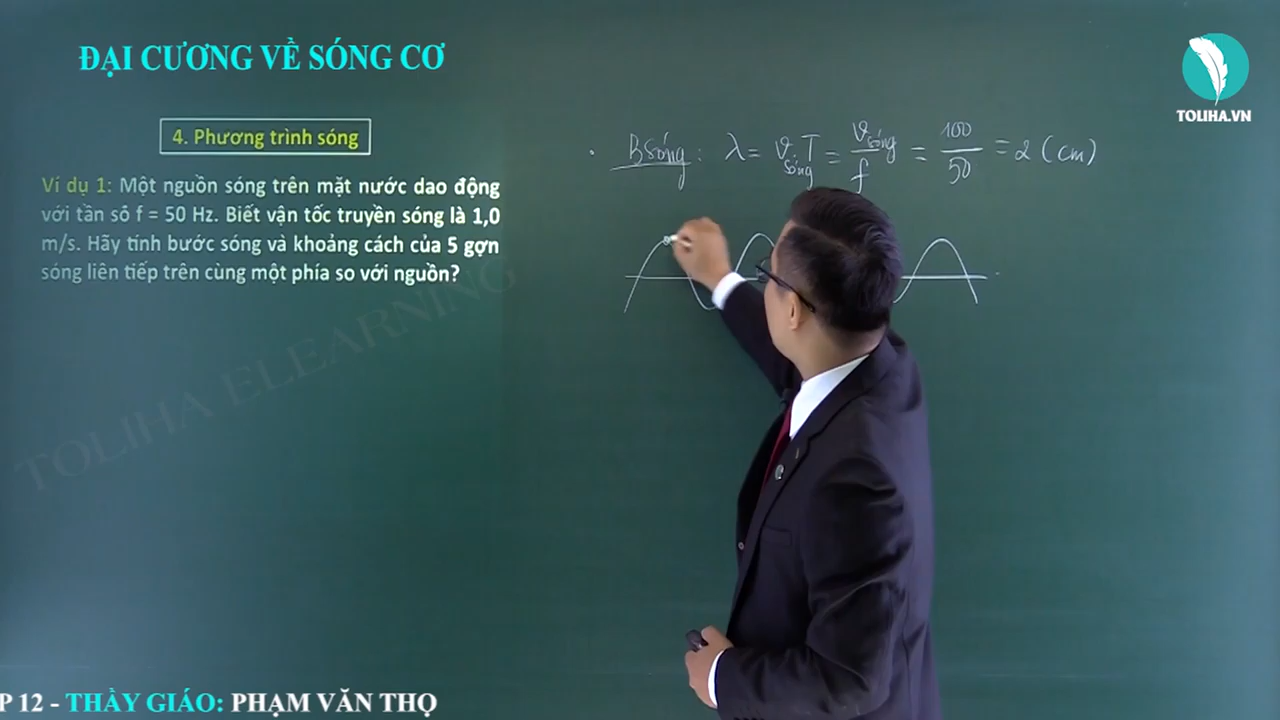 ĐẠI CƯƠNG VỀ SÓNG CƠ
TOLIHA.VN
4. Phương trình sóng
Ví dụ 1: Một nguồn sóng trên mặt nước dao động
với tần số f = 50 Hz. Biết vận tốc truyền sóng là 1,0
m/s. Hãy tính bước sóng và khoảng cách của 5 gợn
sóng liên tiếp trên cùng một phía so với nguồn?
Bsóng: λ = v sóng T = v sóng / f = 100 / 50 = 2 (cm)
TOLIHA ELEARNING
P 12 - THẦY GIÁO: PHẠM VĂN THỌ